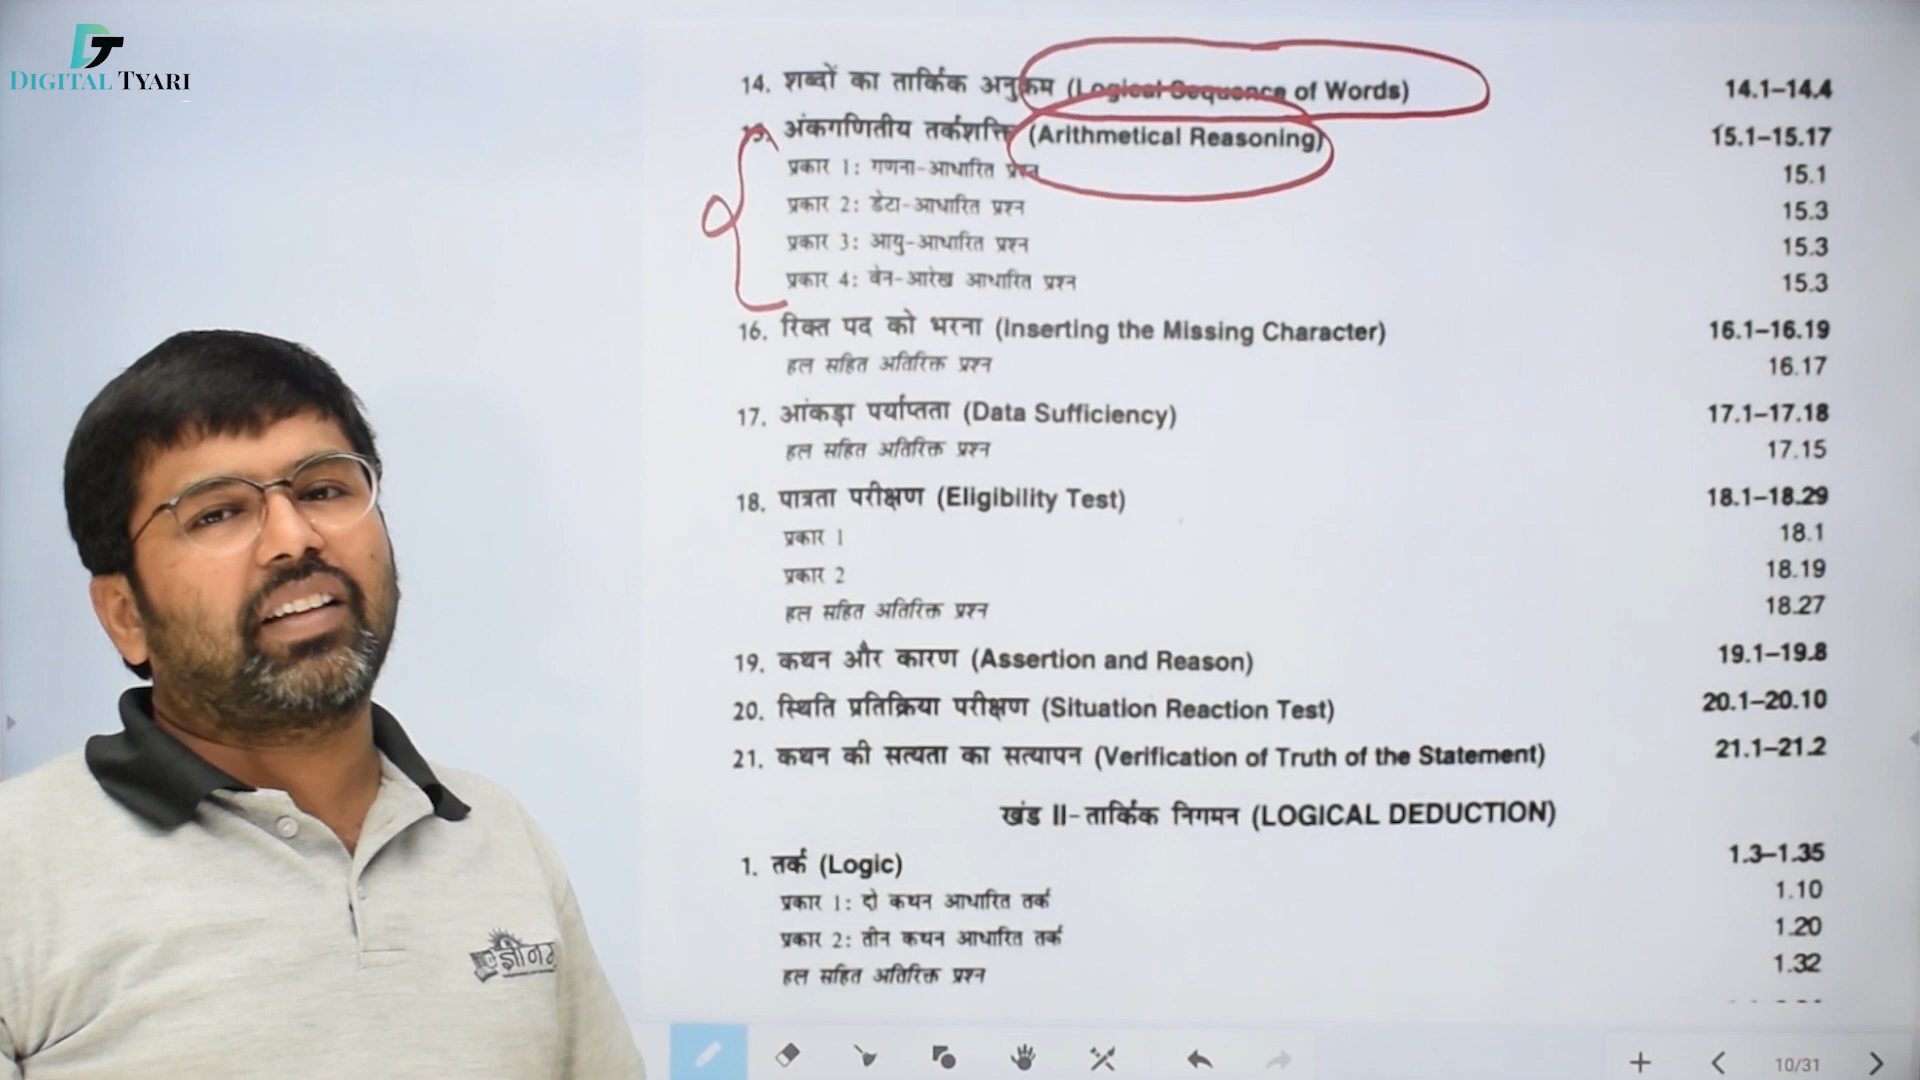 DIGITAL TYARI
14. शब्दों का तार्किक अनुक्रम (Logical Sequence of Words) 14.1–14.4
15. अंकगणितीय तर्कशक्ति (Arithmetical Reasoning) 15.1–15.17
प्रकार 1: गणना-आधारित प्रश्न 15.1
प्रकार 2: डेटा-आधारित प्रश्न 15.3
प्रकार 3: आयु-आधारित प्रश्न 15.3
प्रकार 4: वेन-आरेख आधारित प्रश्न 15.3
16. रिक्त पद को भरना (Inserting the Missing Character) 16.1–16.19
हल सहित अतिरिक्त प्रश्न 16.17
17. आंकड़ा पर्याप्तता (Data Sufficiency) 17.1–17.18
हल सहित अतिरिक्त प्रश्न 17.15
18. पात्रता परीक्षण (Eligibility Test) 18.1–18.29
प्रकार 1 18.1
प्रकार 2 18.19
हल सहित अतिरिक्त प्रश्न 18.27
19. कथन और कारण (Assertion and Reason) 19.1–19.8
20. स्थिति प्रतिक्रिया परीक्षण (Situation Reaction Test) 20.1–20.10
21. कथन की सत्यता का सत्यापन (Verification of Truth of the Statement) 21.1–21.2
खंड II–तार्किक निगमन (LOGICAL DEDUCTION)
1. तर्क (Logic) 1.3–1.35
प्रकार 1: दो कथन आधारित तर्क 1.10
प्रकार 2: तीन कथन आधारित तर्क 1.20
हल सहित अतिरिक्त प्रश्न 1.32
10/31